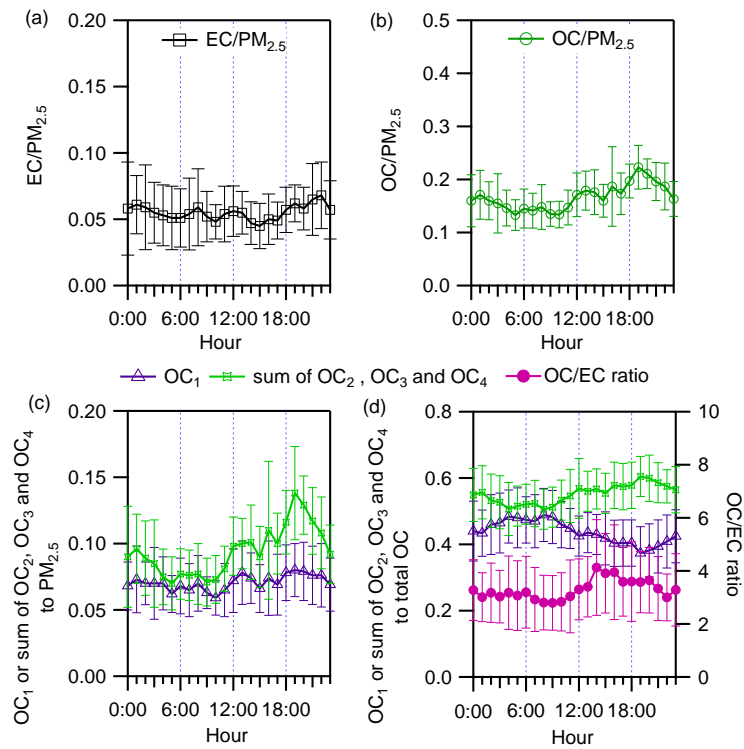 (a)
EC/PM2.5
EC/PM2.5
0.20
0.15
0.10
0.05
0.00
0:00 6:00 12:00 18:00
Hour
(b)
OC/PM2.5
OC/PM2.5
0.5
0.4
0.3
0.2
0.1
0.0
0:00 6:00 12:00 18:00
Hour
OC1 sum of OC2 , OC3 and OC4 OC/EC ratio
(c)
OC1 or sum of OC2, OC3 and OC4
to PM2.5
0.20
0.15
0.10
0.05
0.00
0:00 6:00 12:00 18:00
Hour
(d)
OC1 or sum of OC2, OC3 and OC4
to total OC
0.8
0.6
0.4
0.2
0.0
10
8
6
4
2
0
OC/EC ratio
0:00 6:00 12:00 18:00
Hour